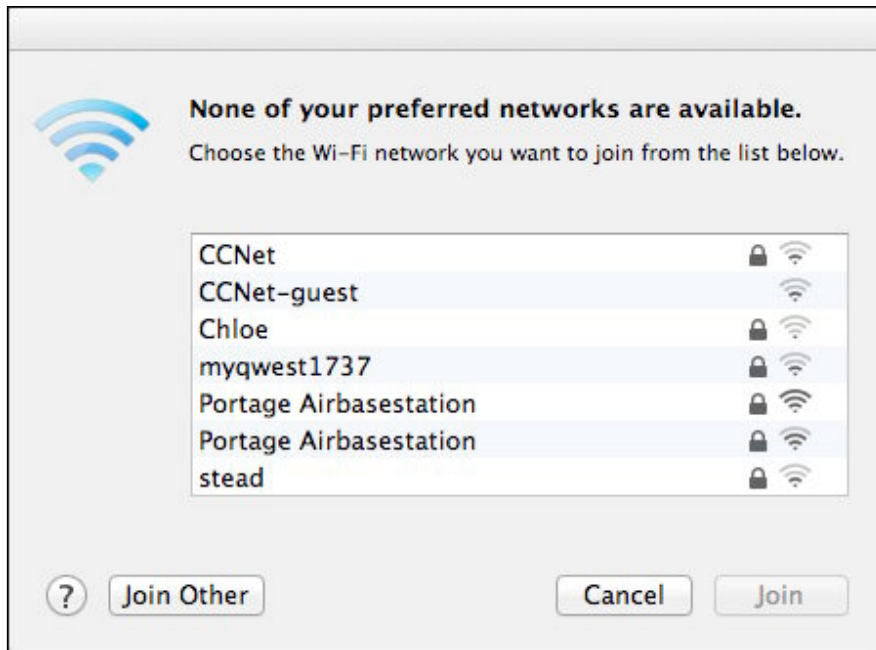 None of your preferred networks are available.
Choose the Wi-Fi network you want to join from the list below.
CCNet
CCNet-guest
Chloe
myqwest1737
Portage Airbasestation
Portage Airbasestation
stead
? Join Other Cancel Join